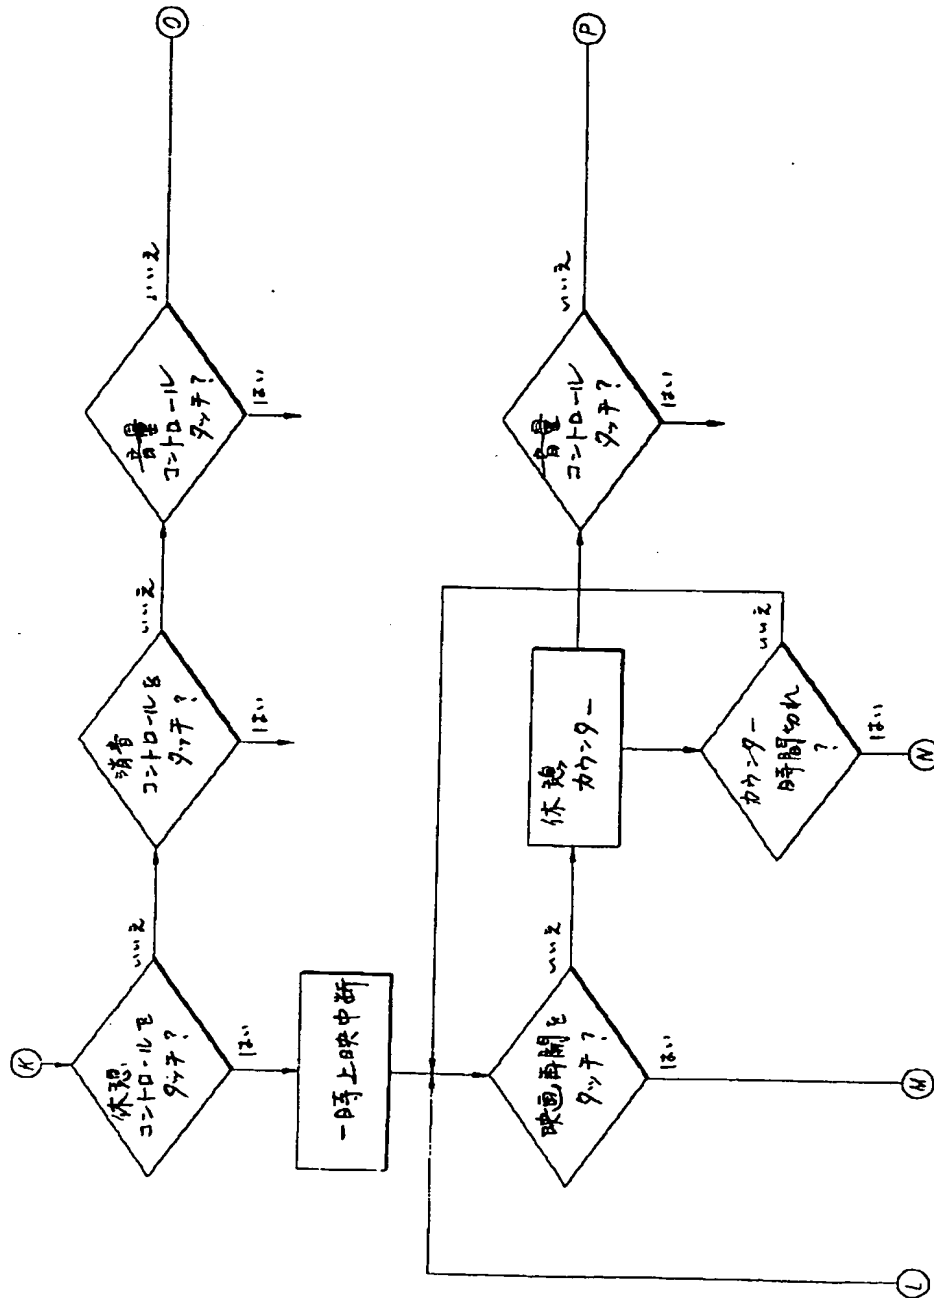 K
休憩
コントロールを
タッチ?
いいえ
はい
消音
コントロールを
タッチ?
いいえ
はい
音量
コントロール
タッチ?
いいえ
はい
O
一時上映中断
映画再開を
タッチ?
いいえ
はい
休憩
カウンター
音量
コントロール
タッチ?
いいえ
はい
P
カウンター
時間切れ
?
いいえ
はい
L
M
N